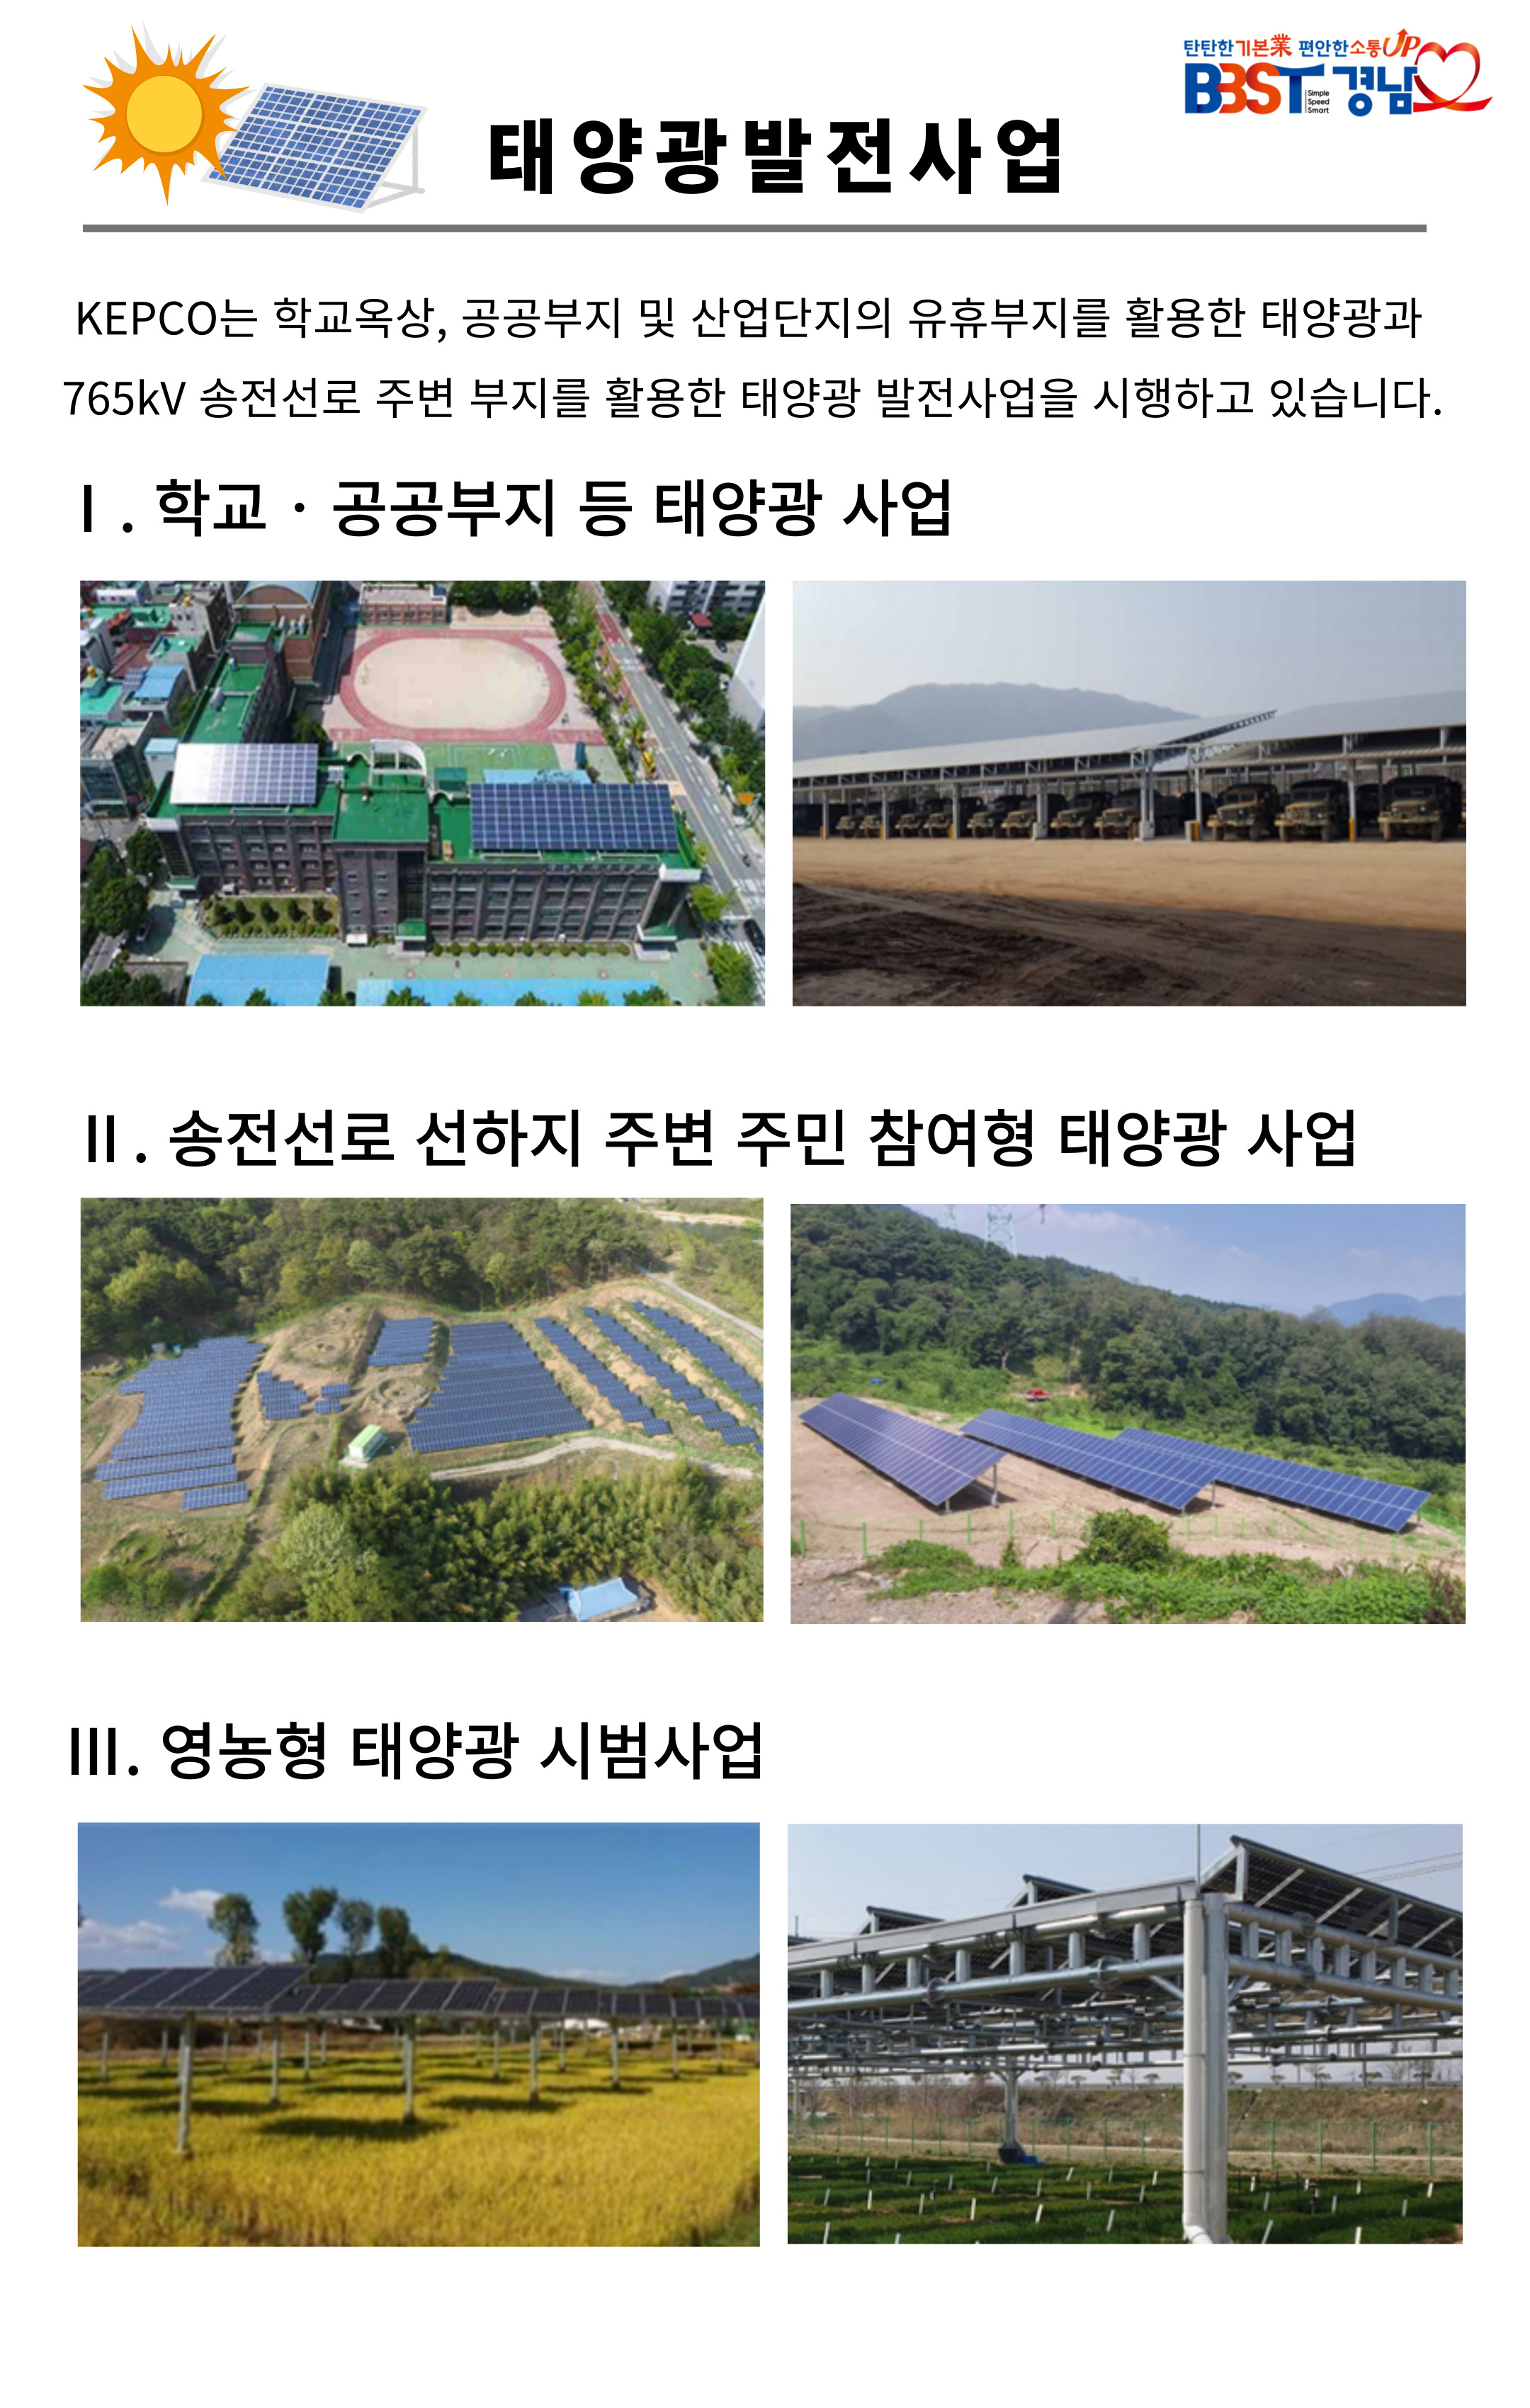 탄탄한기본業 편안한소통UP
BBST 경남
Simple
Speed
Smart
태양광발전사업
KEPCO는 학교옥상, 공공부지 및 산업단지의 유휴부지를 활용한 태양광과
765kV 송전선로 주변 부지를 활용한 태양광 발전사업을 시행하고 있습니다.
Ⅰ. 학교 · 공공부지 등 태양광 사업
Ⅱ. 송전선로 선하지 주변 주민 참여형 태양광 사업
III. 영농형 태양광 시범사업